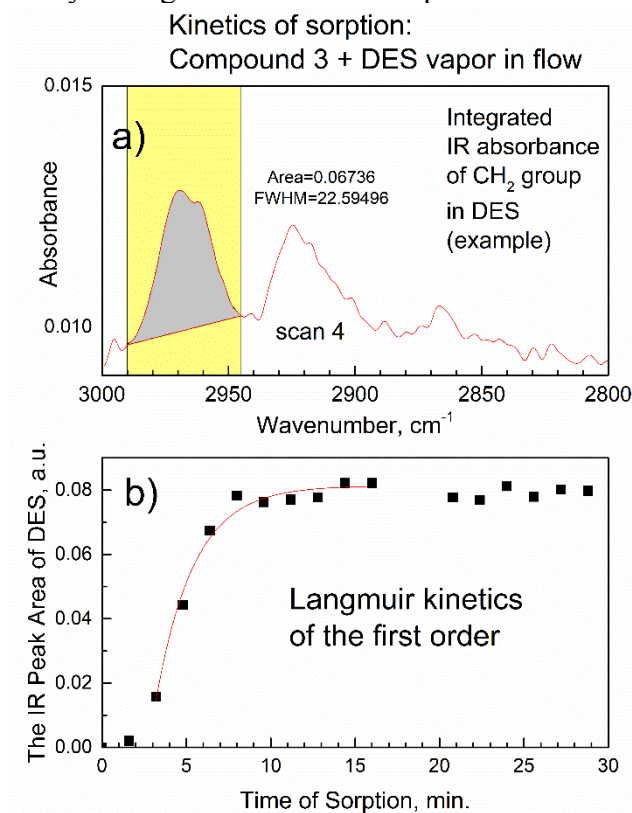 Kinetics of sorption:
Compound 3 + DES vapor in flow
0.015
a)
Integrated
IR absorbance
of CH₂ group
in DES
(example)
Area=0.06736
FWHM=22.59496
Absorbance
0.010
scan 4
3000 2950 2900 2850 2800
Wavenumber, cm⁻¹
b)
The IR Peak Area of DES, a.u.
0.08
0.06
0.04
0.02
0.00
Langmuir kinetics
of the first order
0 5 10 15 20 25 30
Time of Sorption, min.